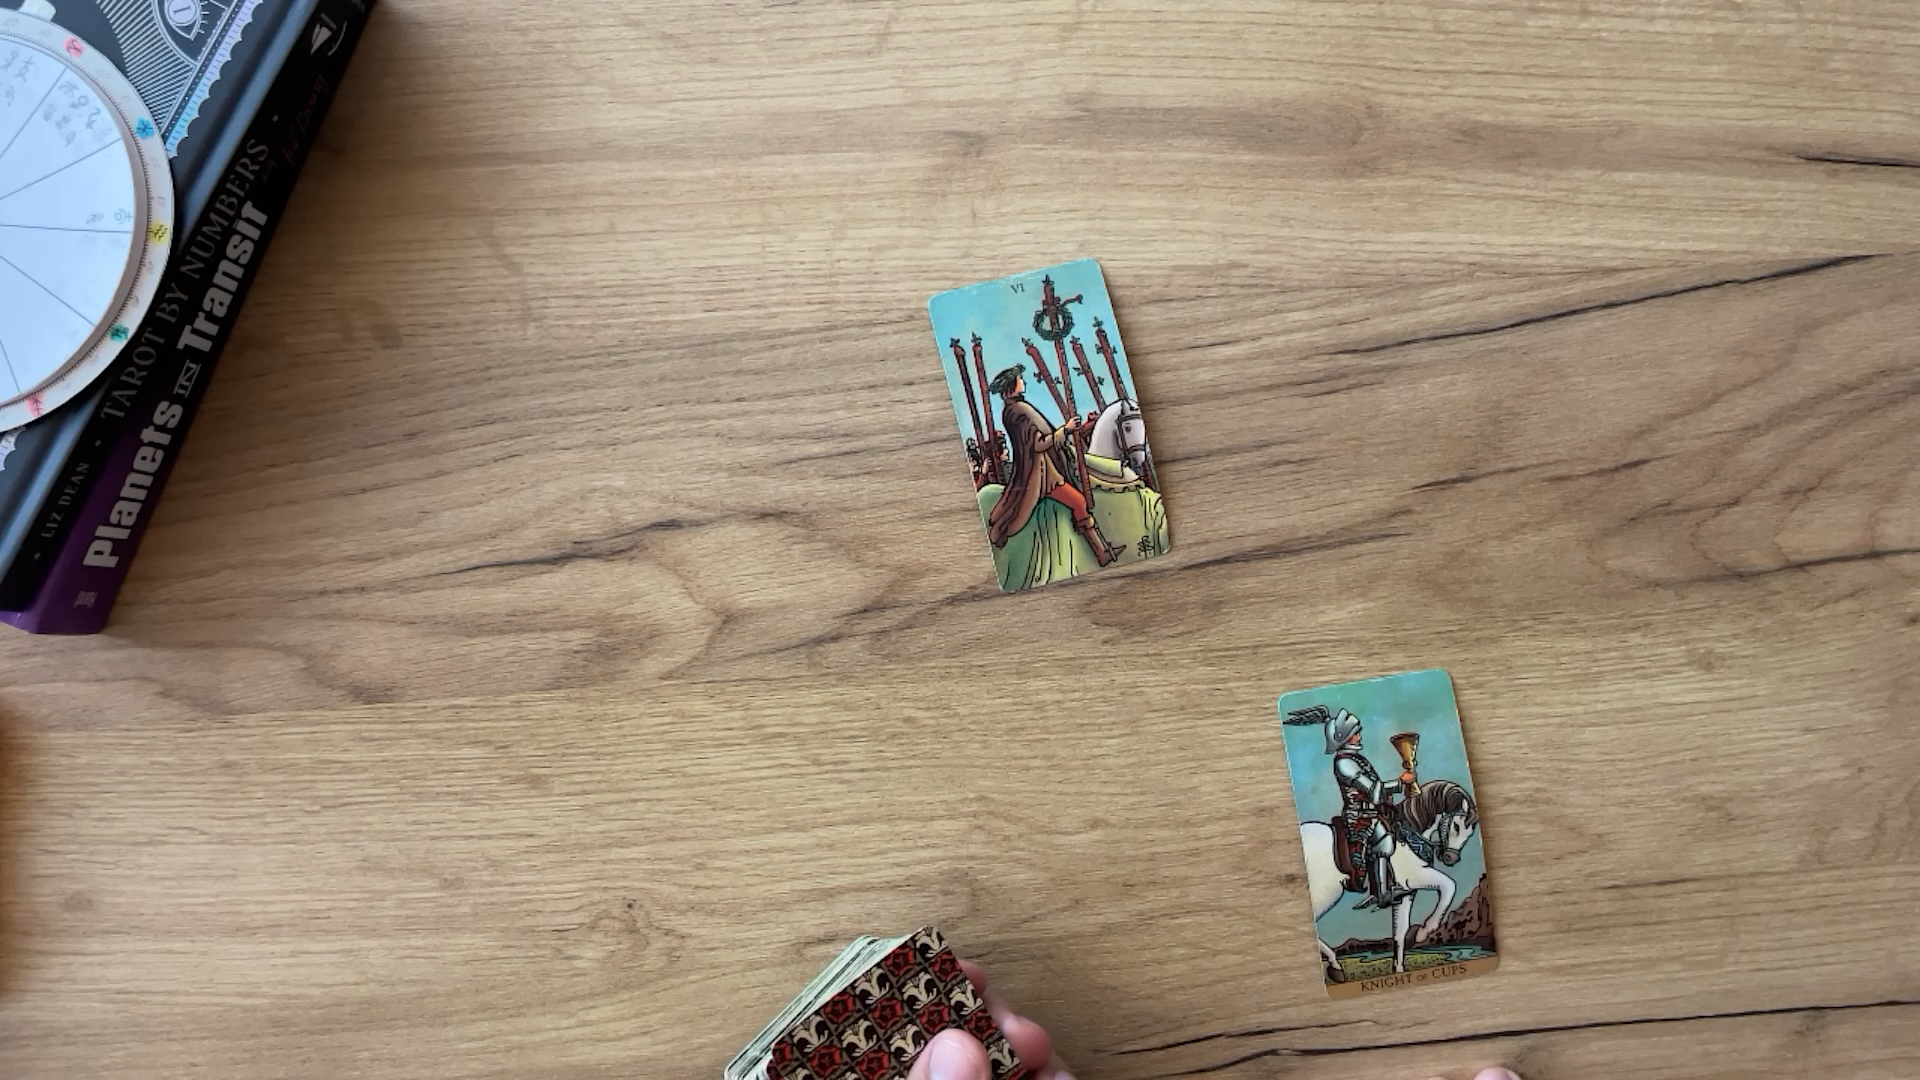 LIZ DEAN • TAROT BY NUMBERS •
Planets IN Transit
VI
KNIGHT OF CUPS